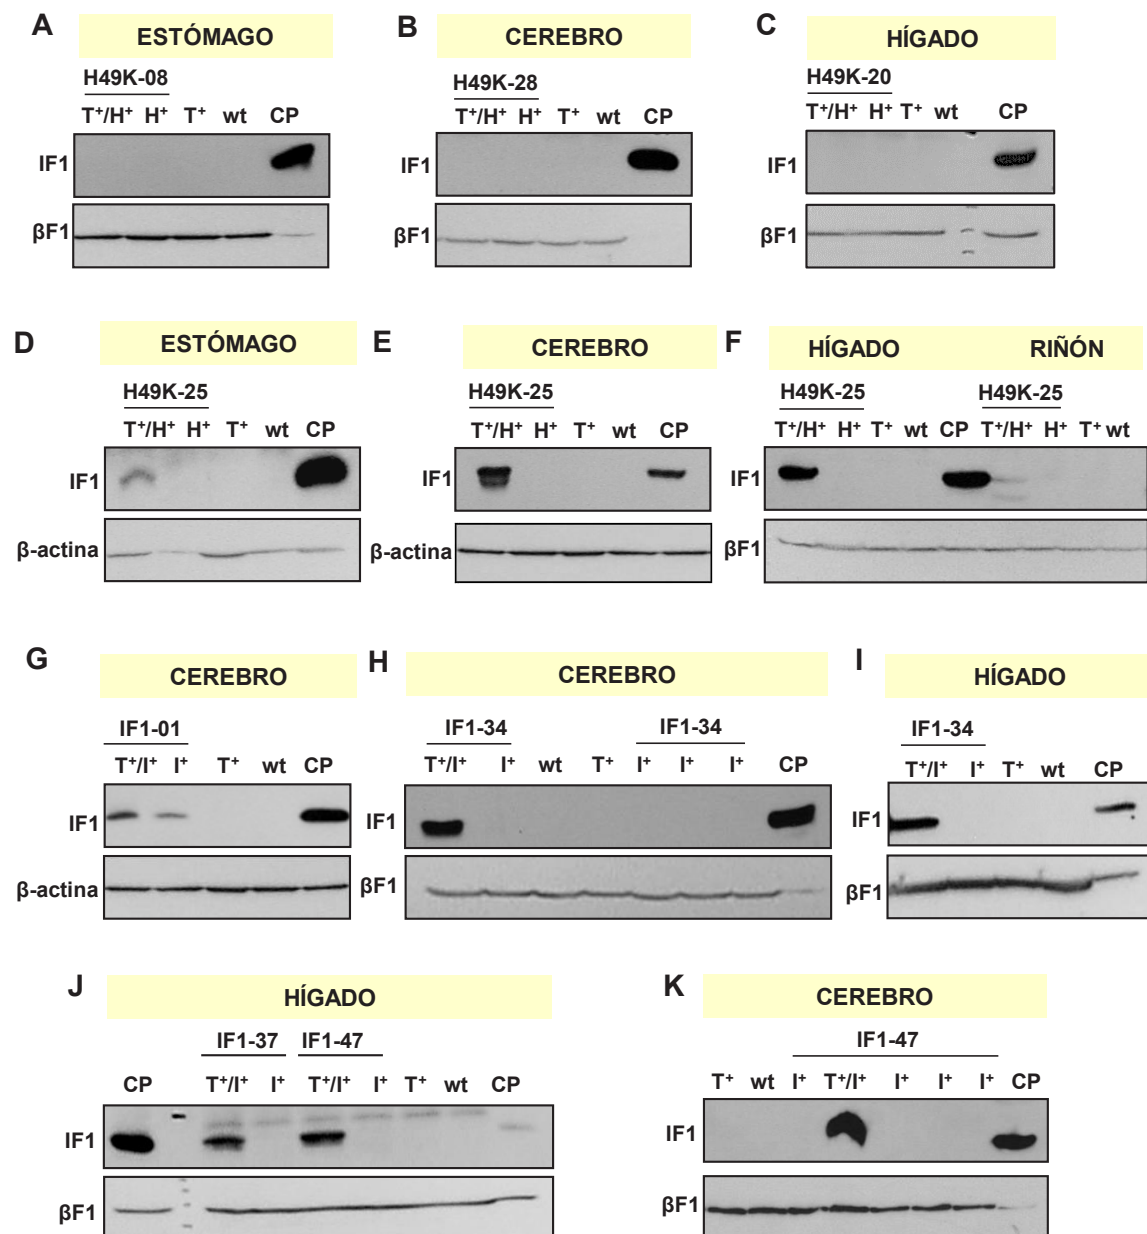 A
ESTÓMAGO
H49K-08
T⁺/H⁺ H⁺ T⁺ wt CP
IF1
βF1
B
CEREBRO
H49K-28
T⁺/H⁺ H⁺ T⁺ wt CP
IF1
βF1
C
HÍGADO
H49K-20
T⁺/H⁺ H⁺ T⁺ wt CP
IF1
βF1
D
ESTÓMAGO
H49K-25
T⁺/H⁺ H⁺ T⁺ wt CP
IF1
β-actina
E
CEREBRO
H49K-25
T⁺/H⁺ H⁺ T⁺ wt CP
IF1
β-actina
F
HÍGADO RIÑÓN
H49K-25 H49K-25
T⁺/H⁺ H⁺ T⁺ wt CP T⁺/H⁺ H⁺ T⁺ wt
IF1
βF1
G
CEREBRO
IF1-01
T⁺/I⁺ I⁺ T⁺ wt CP
IF1
β-actina
H
CEREBRO
IF1-34 IF1-34
T⁺/I⁺ I⁺ wt T⁺ I⁺ I⁺ I⁺ CP
IF1
βF1
I
HÍGADO
IF1-34
T⁺/I⁺ I⁺ T⁺ wt CP
IF1
βF1
J
HÍGADO
IF1-37 IF1-47
CP T⁺/I⁺ I⁺ T⁺/I⁺ I⁺ T⁺ wt CP
IF1
βF1
K
CEREBRO
IF1-47
T⁺ wt I⁺ T⁺/I⁺ I⁺ I⁺ I⁺ CP
IF1
βF1